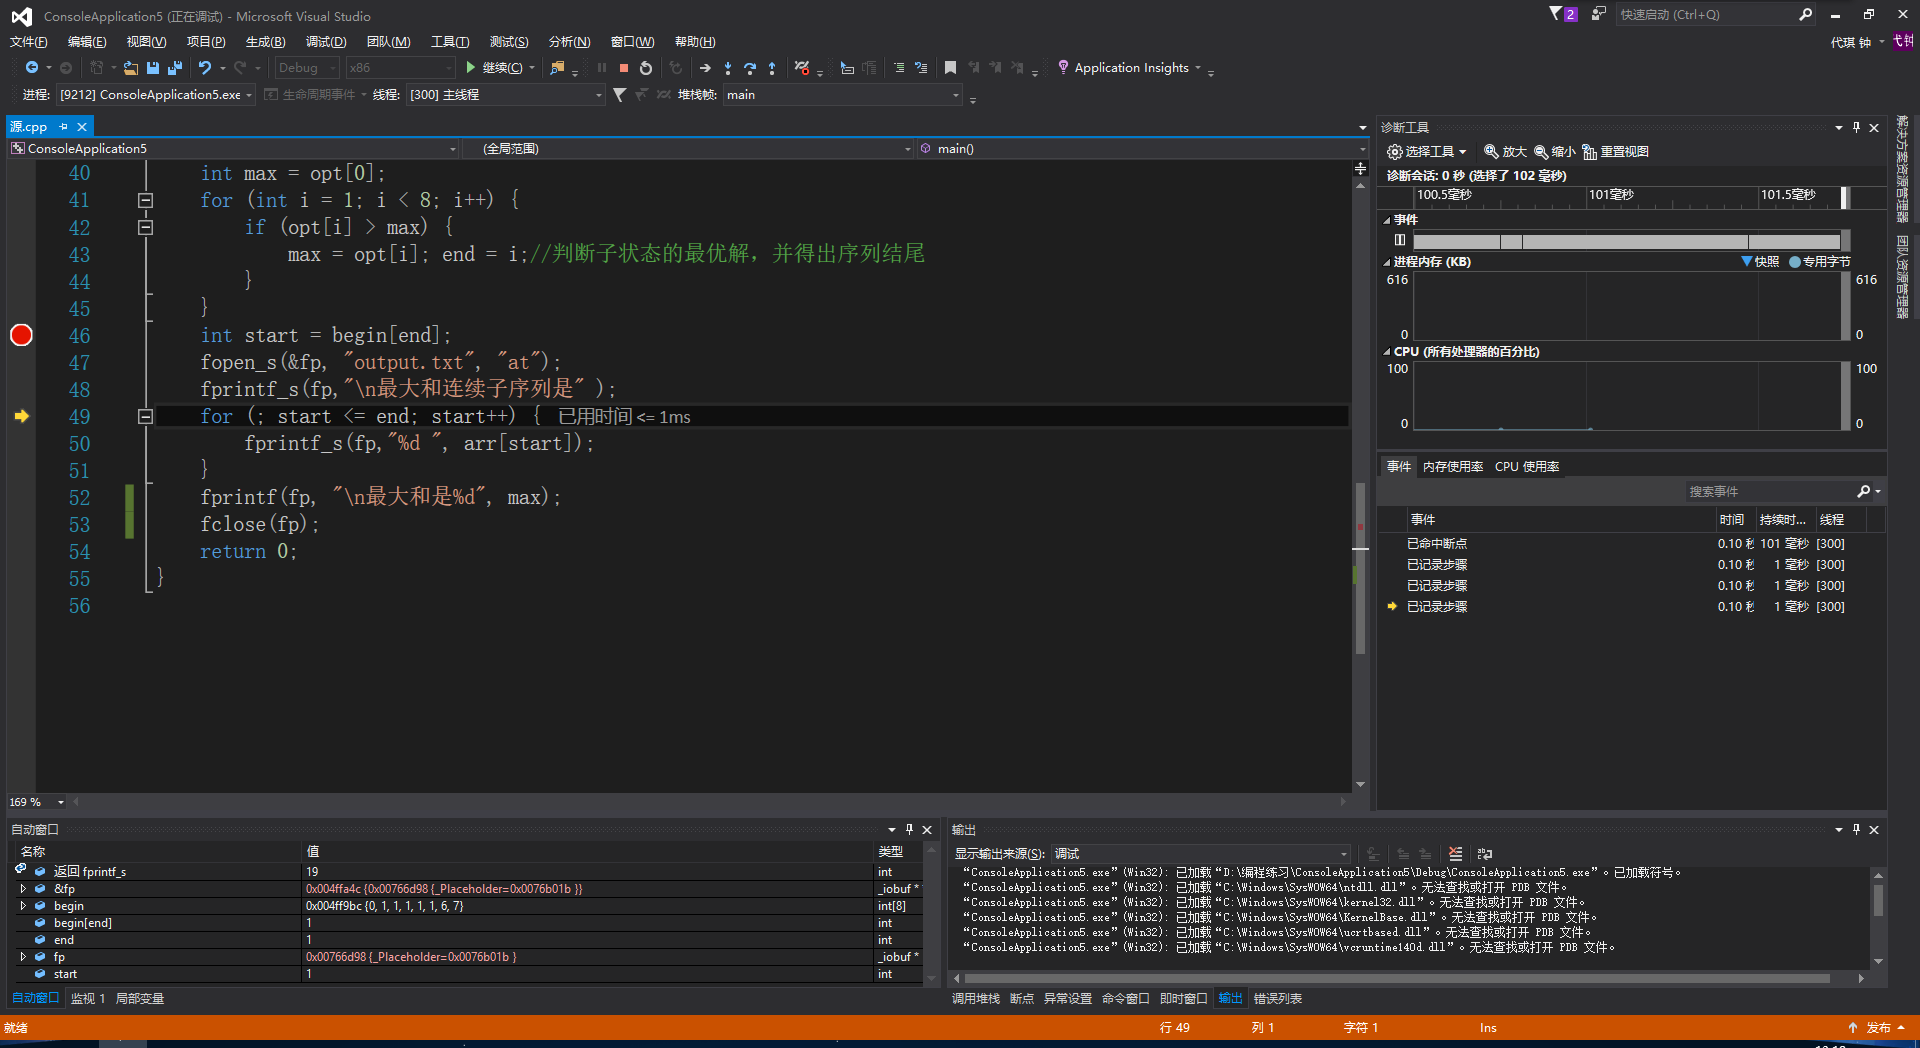 ConsoleApplication5 (正在调试) - Microsoft Visual Studio
2
快速启动 (Ctrl+Q)
文件(F) 编辑(E) 视图(V) 项目(P) 生成(B) 调试(D) 团队(M) 工具(T) 测试(S) 分析(N) 窗口(W) 帮助(H)
代琪 钟
代钟
Debug x86 继续(C) Application Insights
进程: [9212] ConsoleApplication5.exe 生命周期事件 线程: [300] 主线程 堆栈帧: main
源.cpp
ConsoleApplication5 (全局范围) main()
40 int max = opt[0];
41 for (int i = 1; i < 8; i++) {
42 if (opt[i] > max) {
43 max = opt[i]; end = i;//判断子状态的最优解，并得出序列结尾
44 }
45 }
46 int start = begin[end];
47 fopen_s(&fp, "output.txt", "at");
48 fprintf_s(fp,"\n最大和连续子序列是" );
49 for (; start <= end; start++) { 已用时间 <= 1ms
50 fprintf_s(fp,"%d ", arr[start]);
51 }
52 fprintf(fp, "\n最大和是%d", max);
53 fclose(fp);
54 return 0;
55 }
56
169 %
诊断工具
选择工具 放大 缩小 重置视图
诊断会话: 0 秒 (选择了 102 毫秒)
100.5毫秒 101毫秒 101.5毫秒
事件
进程内存 (KB) 快照 专用字节
616 616
0 0
CPU (所有处理器的百分比)
100 100
0 0
事件 内存使用率 CPU 使用率
搜索事件
事件 时间 持续时... 线程
已命中断点 0.10 秒 101 毫秒 [300]
已记录步骤 0.10 秒 1 毫秒 [300]
已记录步骤 0.10 秒 1 毫秒 [300]
已记录步骤 0.10 秒 1 毫秒 [300]
解决方案资源管理器
团队资源管理器
自动窗口
名称 值 类型
返回 fprintf_s 19 int
&fp 0x004ffa4c {0x00766d98 {_Placeholder=0x0076b01b }} _iobuf *
begin 0x004ff9bc {0, 1, 1, 1, 1, 1, 6, 7} int[8]
begin[end] 1 int
end 1 int
fp 0x00766d98 {_Placeholder=0x0076b01b } _iobuf *
start 1 int
自动窗口 监视 1 局部变量
输出
显示输出来源(S): 调试
“ConsoleApplication5.exe”(Win32): 已加载“D:\编程练习\ConsoleApplication5\Debug\ConsoleApplication5.exe”。已加载符号。
“ConsoleApplication5.exe”(Win32): 已加载“C:\Windows\SysWOW64\ntdll.dll”。无法查找或打开 PDB 文件。
“ConsoleApplication5.exe”(Win32): 已加载“C:\Windows\SysWOW64\kernel32.dll”。无法查找或打开 PDB 文件。
“ConsoleApplication5.exe”(Win32): 已加载“C:\Windows\SysWOW64\KernelBase.dll”。无法查找或打开 PDB 文件。
“ConsoleApplication5.exe”(Win32): 已加载“C:\Windows\SysWOW64\ucrtbased.dll”。无法查找或打开 PDB 文件。
“ConsoleApplication5.exe”(Win32): 已加载“C:\Windows\SysWOW64\vcruntime140d.dll”。无法查找或打开 PDB 文件。
调用堆栈 断点 异常设置 命令窗口 即时窗口 输出 错误列表
就绪 行 49 列 1 字符 1 Ins 发布